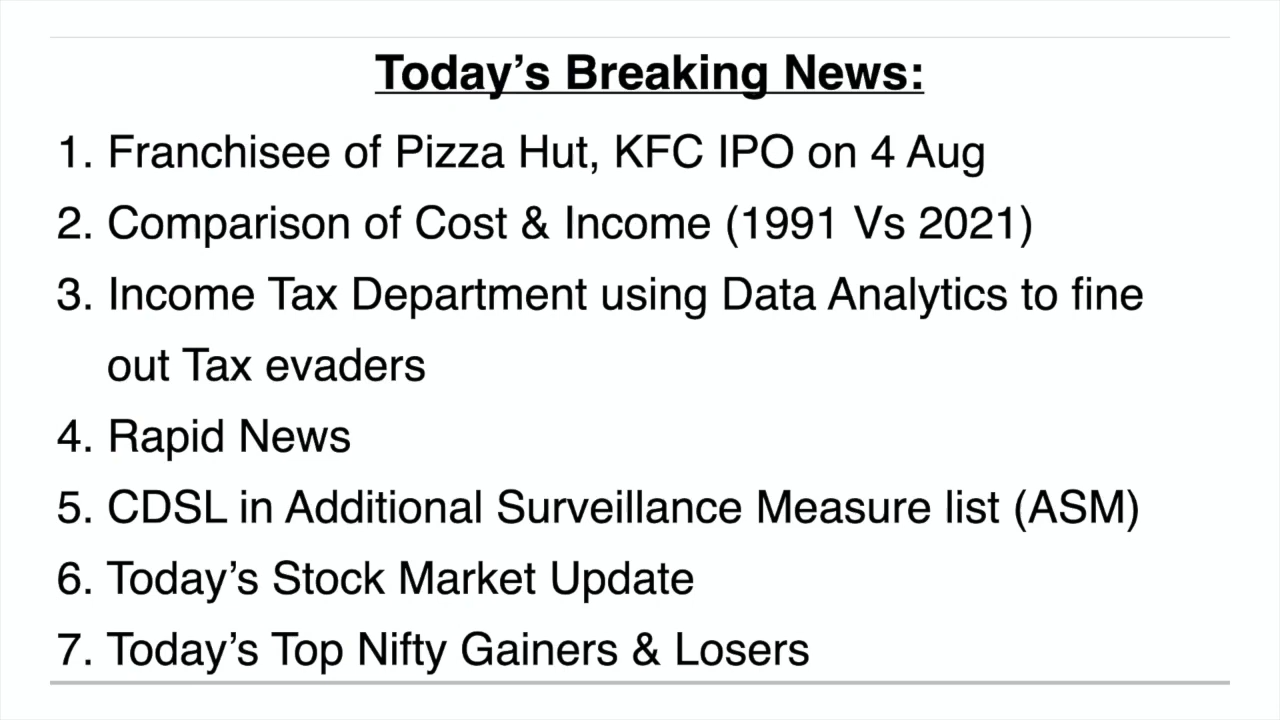 Today’s Breaking News:
1. Franchisee of Pizza Hut, KFC IPO on 4 Aug
2. Comparison of Cost & Income (1991 Vs 2021)
3. Income Tax Department using Data Analytics to fine
out Tax evaders
4. Rapid News
5. CDSL in Additional Surveillance Measure list (ASM)
6. Today’s Stock Market Update
7. Today’s Top Nifty Gainers & Losers